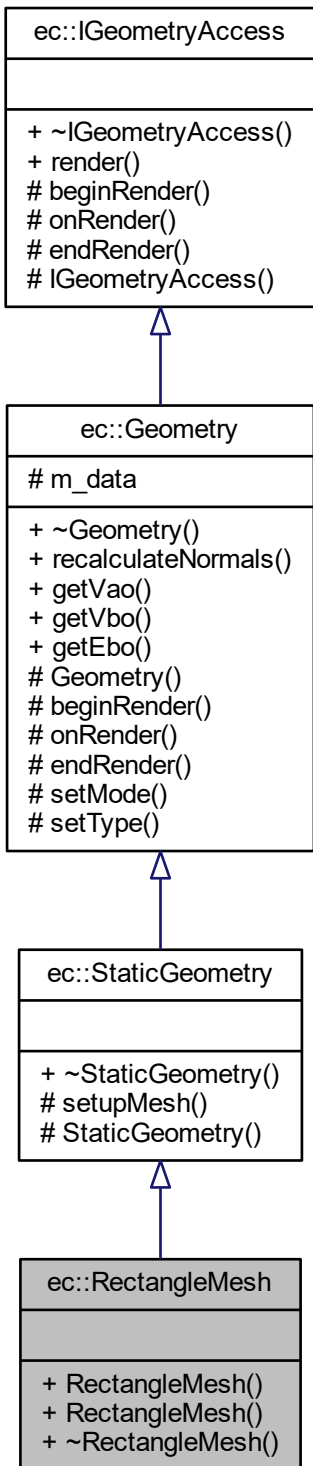 ec::IGeometryAccess
+ ~IGeometryAccess()
+ render()
# beginRender()
# onRender()
# endRender()
# IGeometryAccess()
ec::Geometry
# m_data
+ ~Geometry()
+ recalculateNormals()
+ getVao()
+ getVbo()
+ getEbo()
# Geometry()
# beginRender()
# onRender()
# endRender()
# setMode()
# setType()
ec::StaticGeometry
+ ~StaticGeometry()
# setupMesh()
# StaticGeometry()
ec::RectangleMesh
+ RectangleMesh()
+ RectangleMesh()
+ ~RectangleMesh()